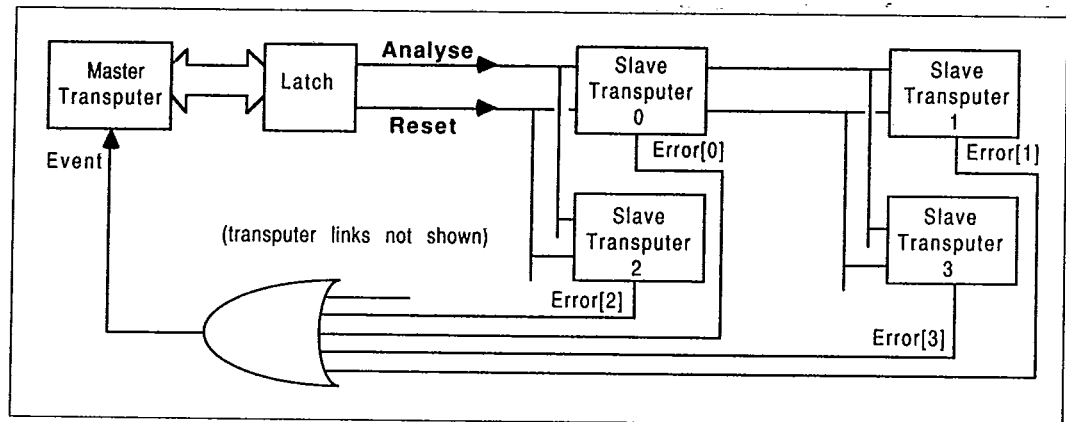 Master
Transputer
Latch
Analyse
Reset
Slave
Transputer
0
Slave
Transputer
1
Event
Error[0]
Error[1]
(transputer links not shown)
Slave
Transputer
2
Slave
Transputer
3
Error[2]
Error[3]